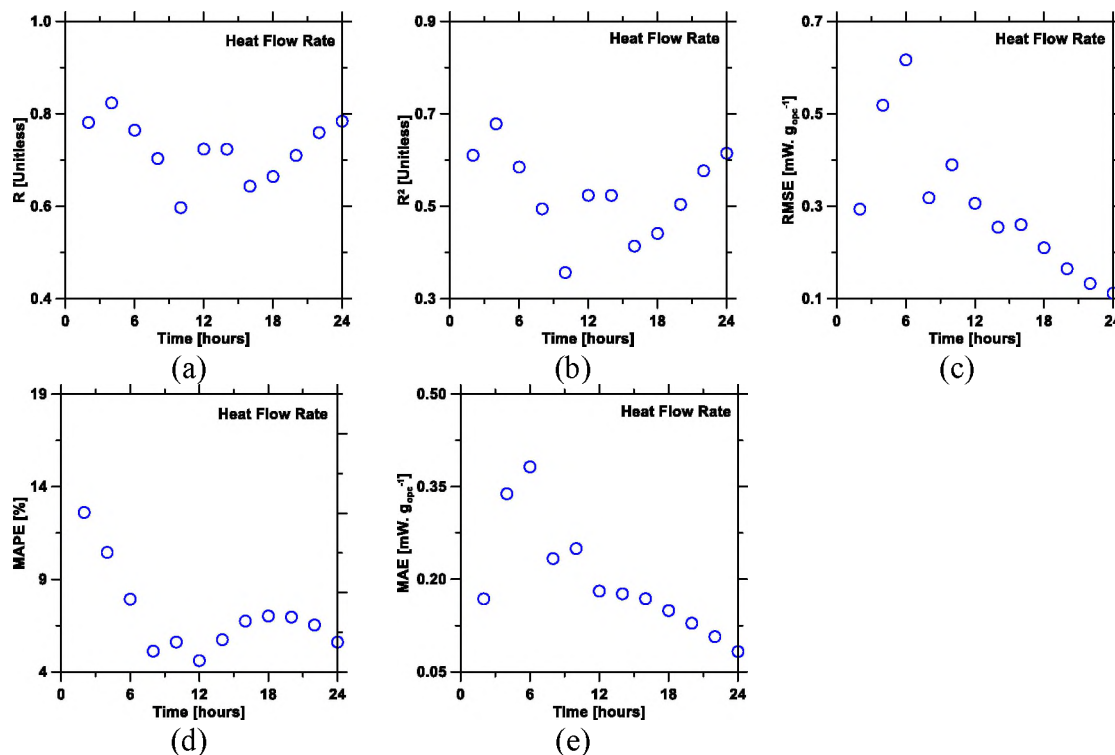 1.0
Heat Flow Rate
0.8
R [Unitless]
0.6
0.4
0 6 12 18 24
Time [hours]
(a)
0.9
Heat Flow Rate
0.7
R² [Unitless]
0.5
0.3
0 6 12 18 24
Time [hours]
(b)
0.7
Heat Flow Rate
0.5
RMSE [mW. gopc⁻¹]
0.3
0.1
0 6 12 18 24
Time [hours]
(c)
19
Heat Flow Rate
14
MAPE [%]
9
4
0 6 12 18 24
Time [hours]
(d)
0.50
Heat Flow Rate
0.35
MAE [mW. gopc⁻¹]
0.20
0.05
0 6 12 18 24
Time [hours]
(e)